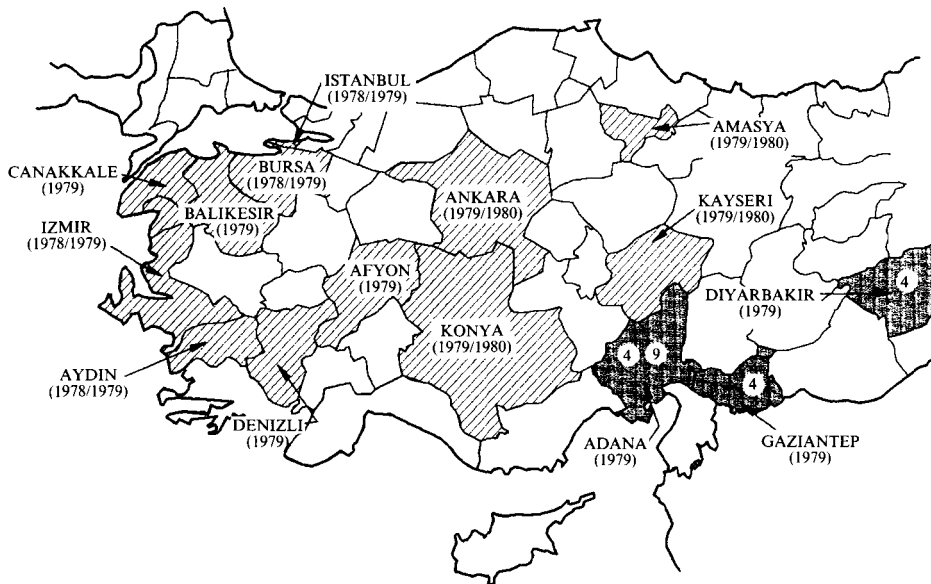 ISTANBUL
(1978/1979)
AMASYA
(1979/1980)
CANAKKALE
(1979)
BURSA
(1978/1979)
ANKARA
(1979/1980)
KAYSERI
(1979/1980)
BALIKESIR
(1979)
IZMIR
(1978/1979)
AFYON
(1979)
DIYARBAKIR
(1979)
4
KONYA
(1979/1980)
4
9
4
AYDIN
(1978/1979)
DENIZLI
(1979)
ADANA
(1979)
GAZIANTEP
(1979)